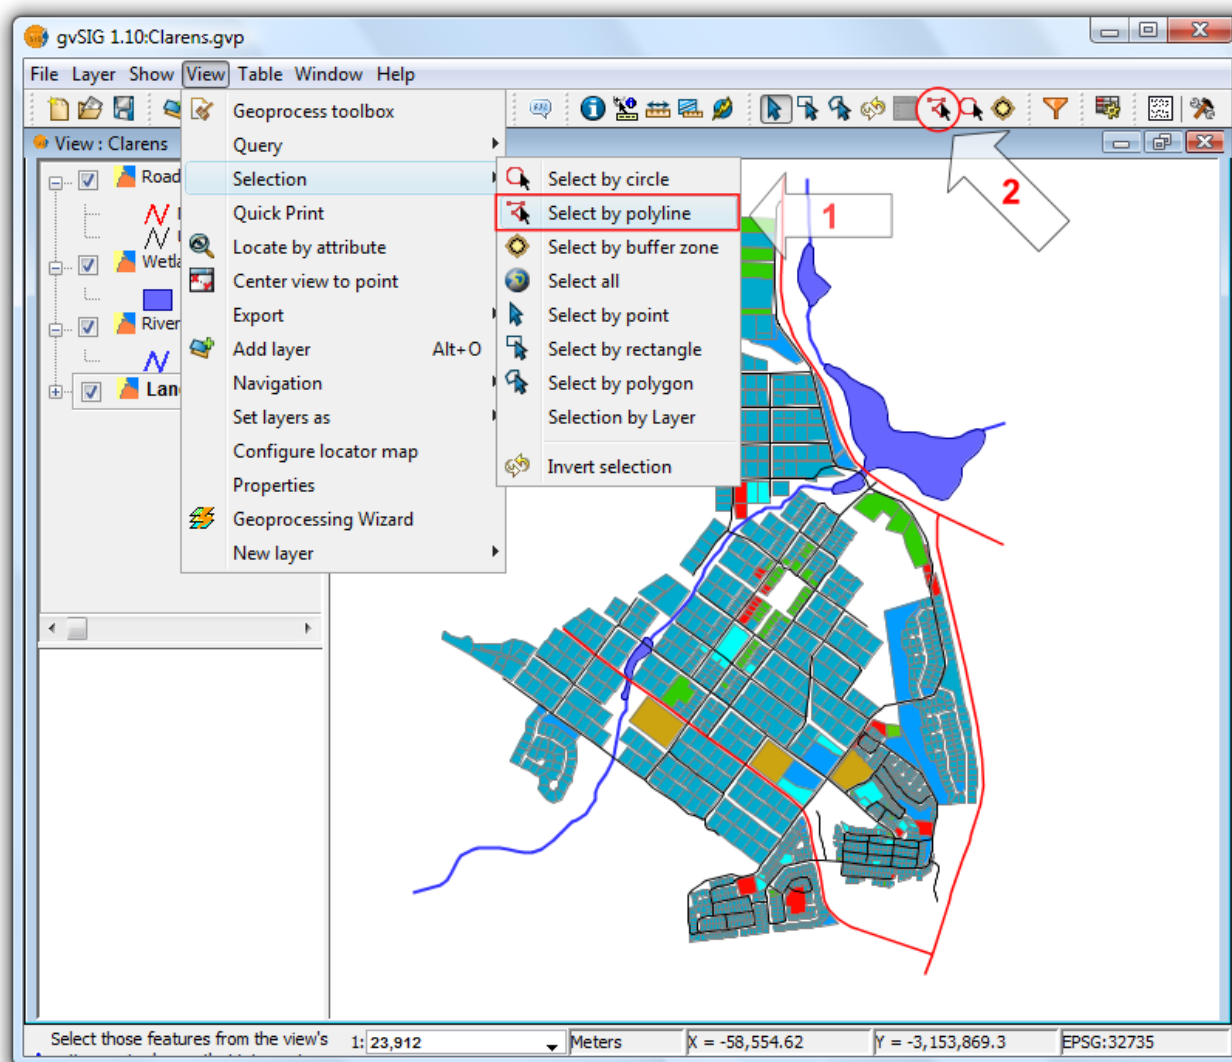 gvSIG 1.10:Clarens.gvp
File Layer Show View Table Window Help
View : Clarens
Geoprocess toolbox
Query
Selection
Quick Print
Locate by attribute
Center view to point
Export
Add layer Alt+O
Navigation
Set layers as
Configure locator map
Properties
Geoprocessing Wizard
New layer
Select by circle
Select by polyline
Select by buffer zone
Select all
Select by point
Select by rectangle
Select by polygon
Selection by Layer
Invert selection
1
2
Road
Wetla
River
Lan
Select those features from the view's
1: 23,912
Meters
X = -58,554.62
Y = -3,153,869.3
EPSG:32735